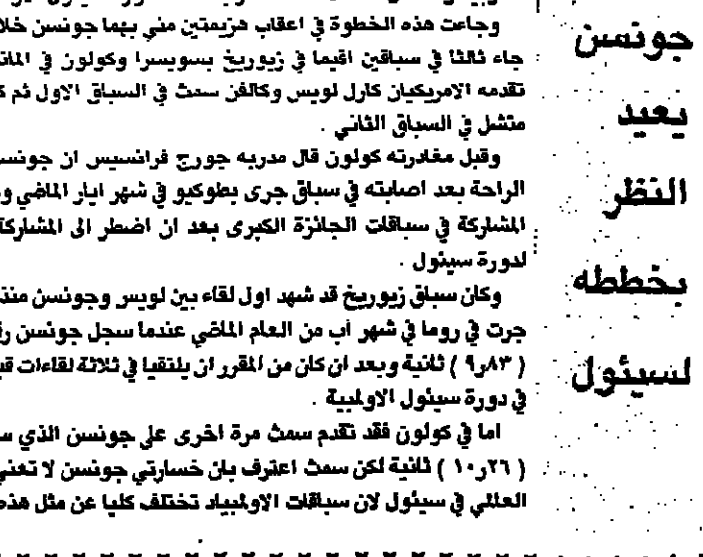 جونسن
يعيد
النظر
بخططه
لسيئول
وجاءت هذه الخطوة في اعقاب هزيمتين مني بهما جونسن خلا
جاء ثالثا في سباقين اقيما في زيوريخ بسويسرا وكولون في المان
تقدمه الامريكيان كارل لويس وكالفن سمث في السباق الاول ثم ك
متشل في السباق الثاني .
وقبل مغادرته كولون قال مدربه جورج فرانسيس ان جونسن
الراحة بعد اصابته في سباق جرى بطوكيو في شهر ايار الماضي و
المشاركة في سباقات الجائزة الكبرى بعد ان اضطر الى المشاركة
لدورة سيئول .
وكان سباق زيوريخ قد شهد اول لقاء بين لويس وجونسن منذ
جرت في روما في شهر آب من العام الماضي عندما سجل جونسن رق
( ٩٫٨٣ ) ثانية وبعد ان كان من المقرر ان يلتقيا في ثلاثة لقاءات قب
في دورة سيئول الاولمبية .
اما في كولون فقد تقدم سمث مرة اخرى على جونسن الذي س
( ١٠٫٢٦ ) ثانية لكن سمث اعترف بان خسارتي جونسن لا تعني
العالمي في سيئول لان سباقات الاولمبياد تختلف كليا عن مثل هذه